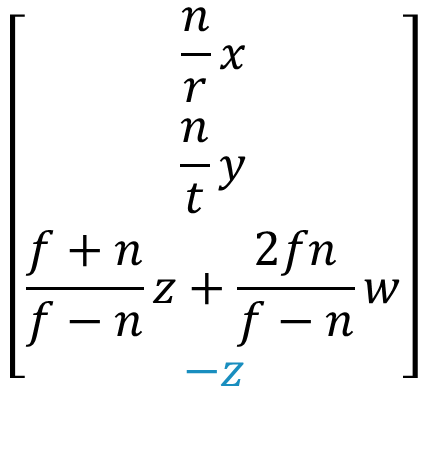 [n/r x
n/t y
f + n/f − n z + 2fn/f − n w
−z]